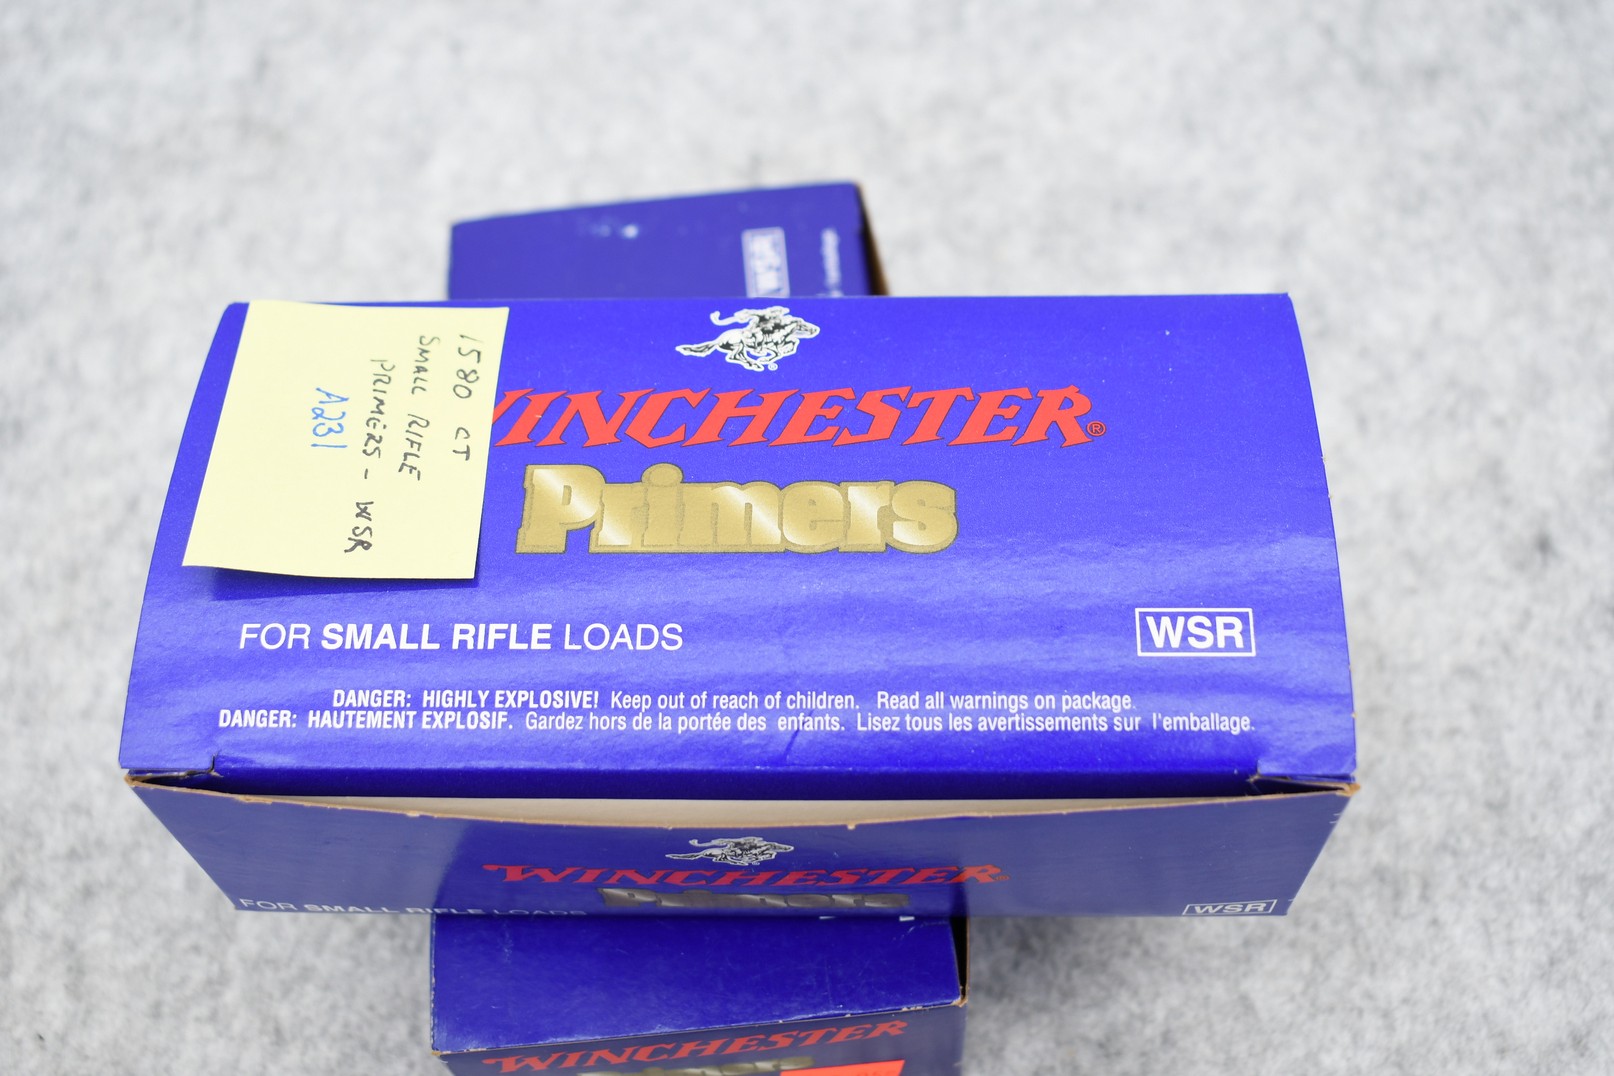 1580 CT
SMALL RIFLE
PRIMERS - WSR
A231
WINCHESTER®
Primers
FOR SMALL RIFLE LOADS
WSR
DANGER: HIGHLY EXPLOSIVE! Keep out of reach of children. Read all warnings on package.
DANGER: HAUTEMENT EXPLOSIF. Gardez hors de la portée des enfants. Lisez tous les avertissements sur l'emballage.
WINCHESTER®
Primers
FOR SMALL RIFLE LOADS
WSR
WINCHESTER